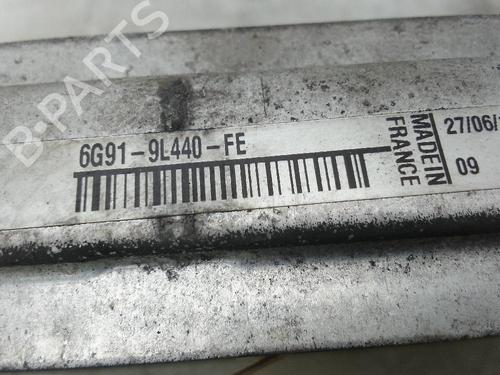 B-PARTS
6G91-9L440-FE
MADE IN
FRANCE
27/06/
09